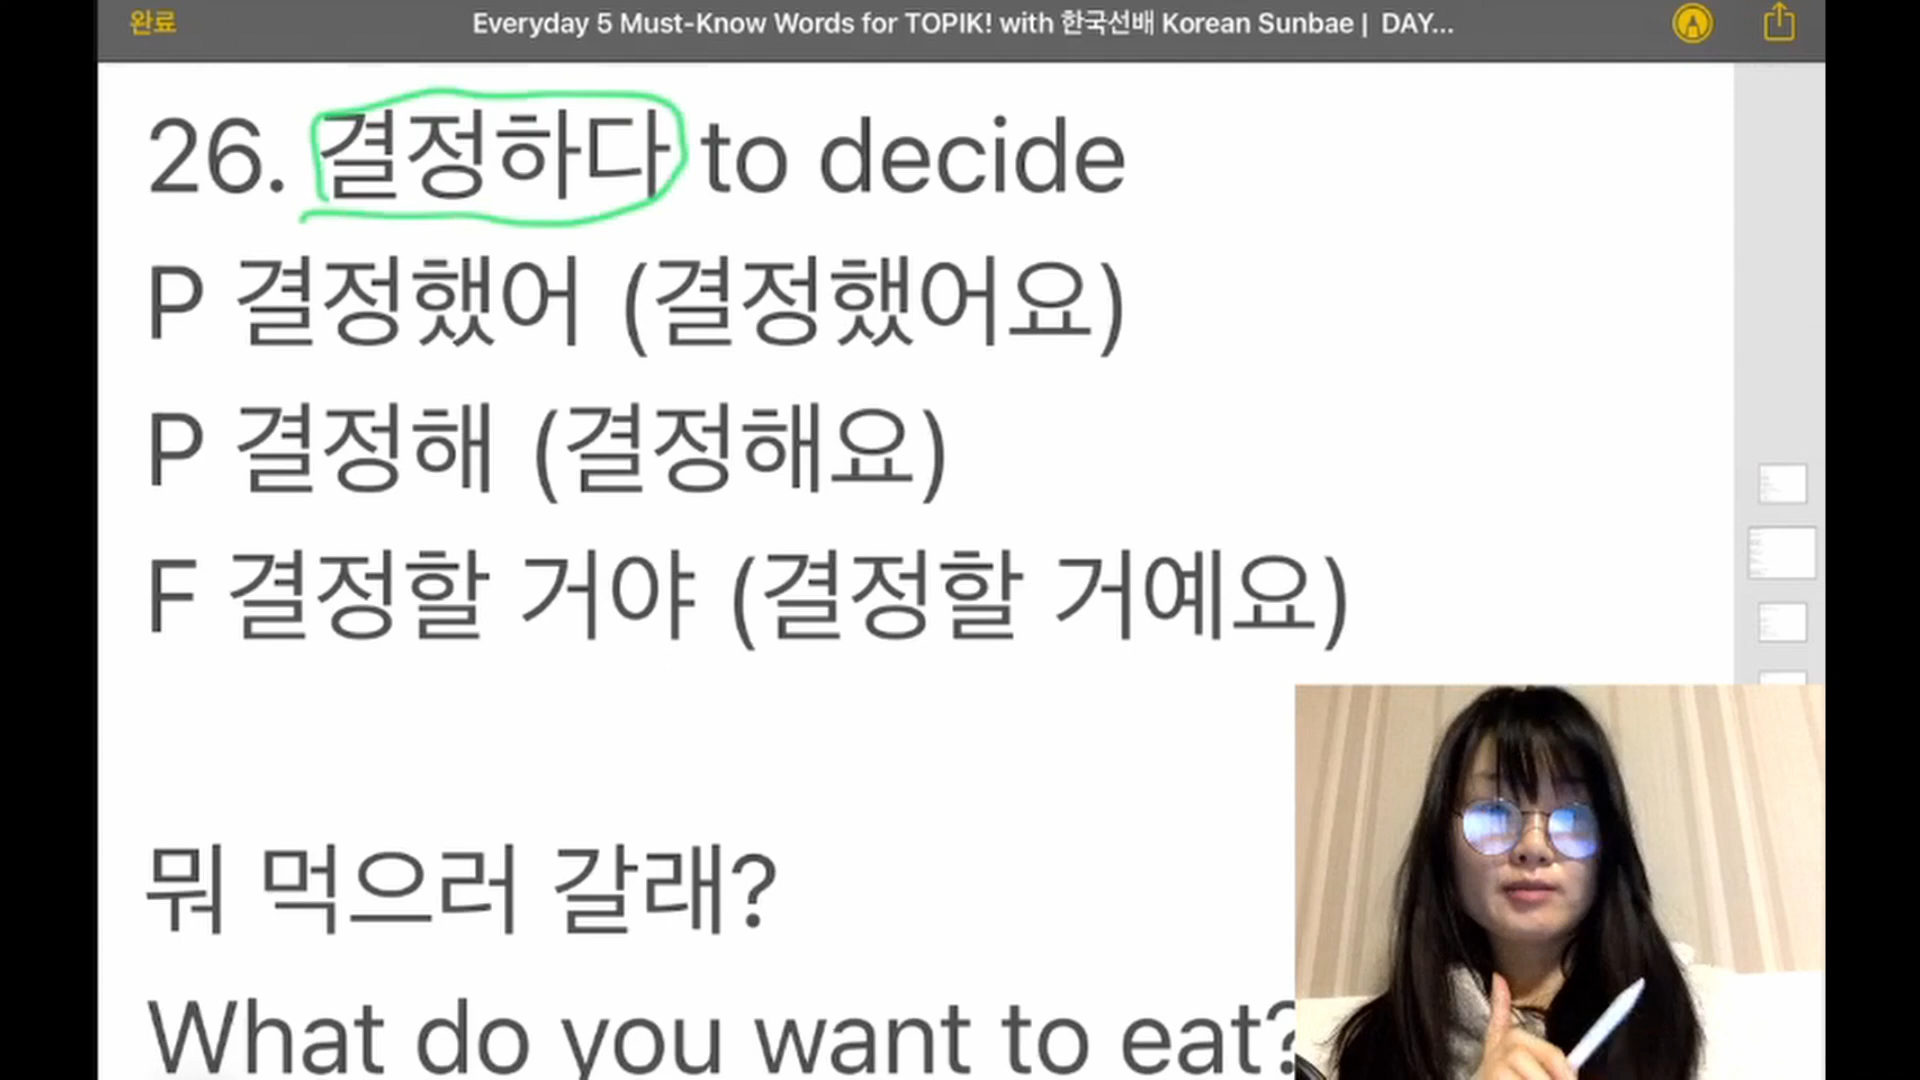 완료 Everyday 5 Must-Know Words for TOPIK! with 한국선배 Korean Sunbae | DAY...
26. 결정하다 to decide
P 결정했어 (결정했어요)
P 결정해 (결정해요)
F 결정할 거야 (결정할 거예요)
뭐 먹으러 갈래?
What do you want to eat?